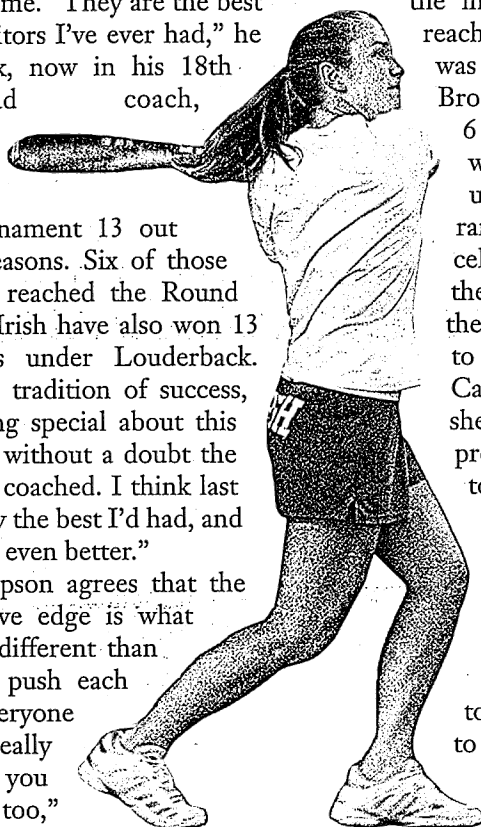 me. "They are the best
itors I've ever had," he
k, now in his 18th
d coach,
nament 13 out
easons. Six of those
reached the Round
Irish have also won 13
s under Louderback.
tradition of success,
ng special about this
without a doubt the
coached. I think last
y the best I'd had, and
even better."
pson agrees that the
ve edge is what
different than
push each
eryone
eally
you
too,"
H
the
reach
was
Bro
6
w
u
ra
cel
the
the
to
Ca
she
pr
to
to
to